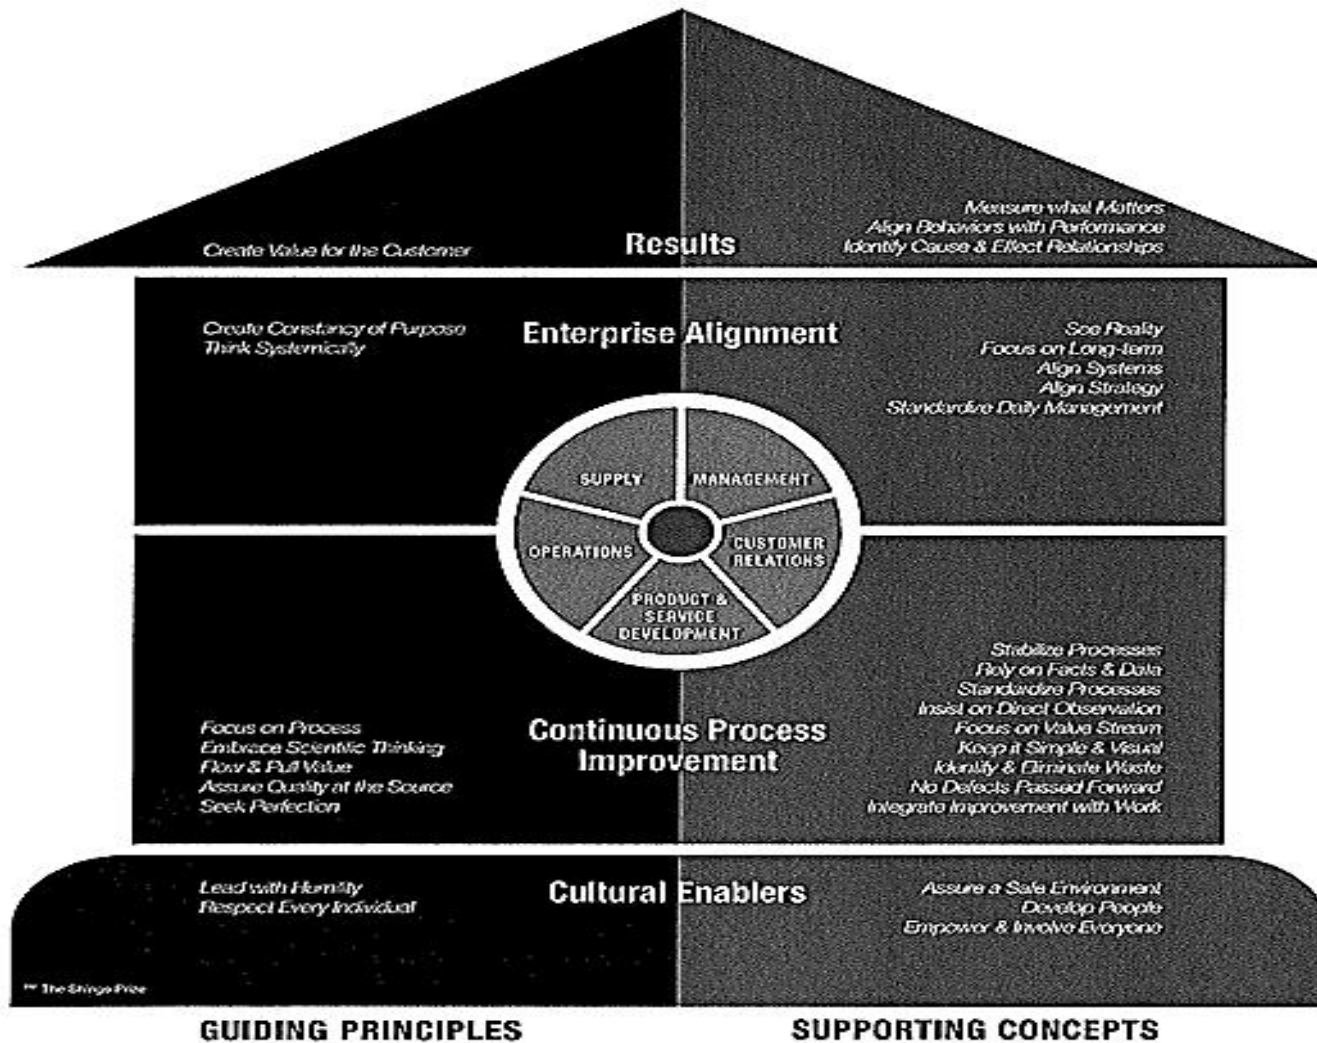 Create Value for the Customer
Results
Measure what Matters
Align Behaviors with Performance
Identify Cause & Effect Relationships
Create Constancy of Purpose
Think Systemically
Enterprise Alignment
See Reality
Focus on Long-term
Align Systems
Align Strategy
Standardize Daily Management
SUPPLY
MANAGEMENT
OPERATIONS
CUSTOMER
RELATIONS
PRODUCT &
SERVICE
DEVELOPMENT
Focus on Process
Embrace Scientific Thinking
Flow & Pull Value
Assure Quality at the Source
Seek Perfection
Continuous Process
Improvement
Stabilize Processes
Rely on Facts & Data
Standardize Processes
Insist on Direct Observation
Focus on Value Stream
Keep it Simple & Visual
Identify & Eliminate Waste
No Defects Passed Forward
Integrate Improvement with Work
Lead with Humility
Respect Every Individual
Cultural Enablers
Assure a Safe Environment
Develop People
Empower & Involve Everyone
The Shingo Prize
GUIDING PRINCIPLES
SUPPORTING CONCEPTS